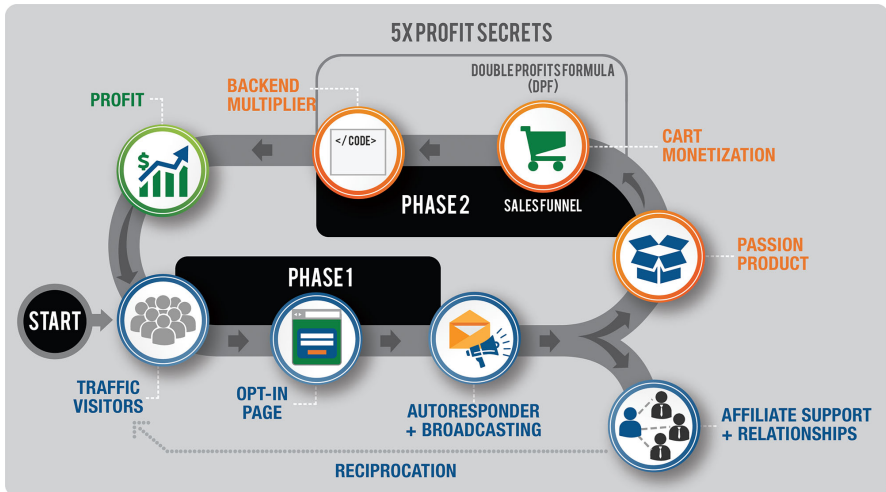 5X PROFIT SECRETS
DOUBLE PROFITS FORMULA
(DPF)
BACKEND
MULTIPLIER
PROFIT
</CODE>
CART
MONETIZATION
PHASE 2
SALES FUNNEL
PASSION
PRODUCT
PHASE 1
START
TRAFFIC
VISITORS
OPT-IN
PAGE
AUTORESPONDER
+ BROADCASTING
AFFILIATE SUPPORT
+ RELATIONSHIPS
RECIPROCATION